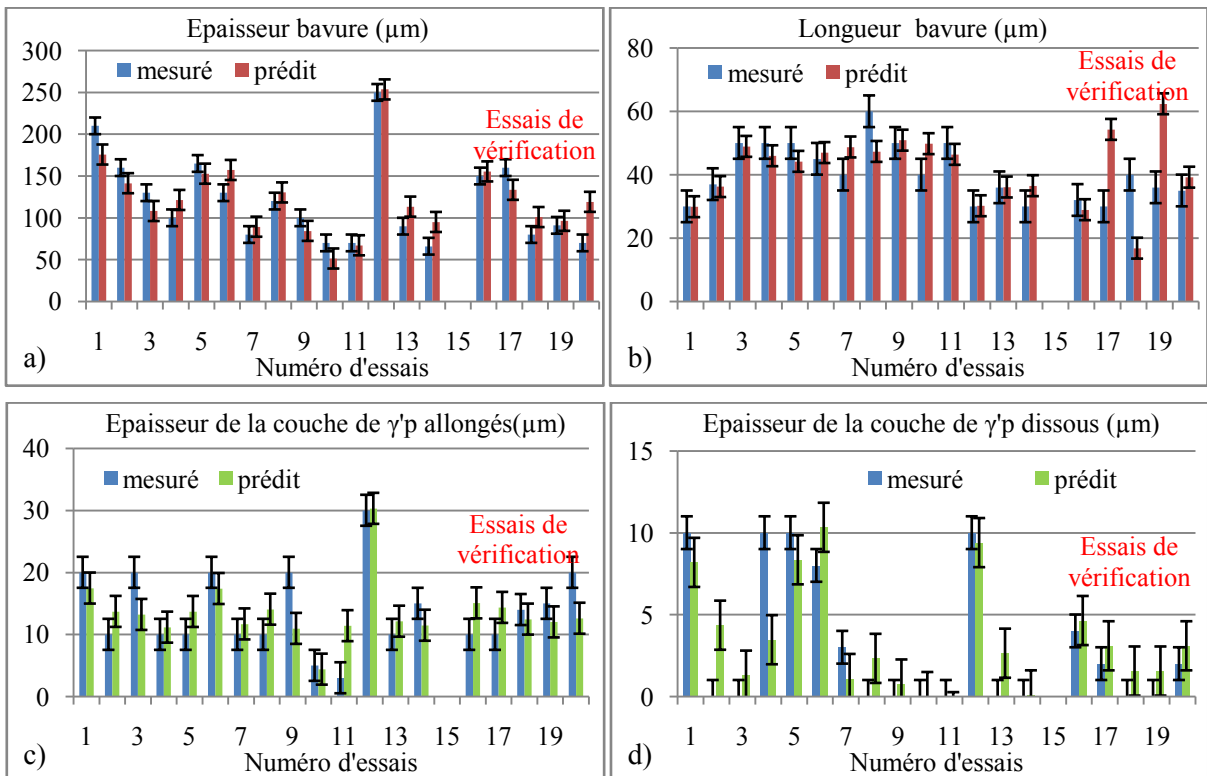 Epaisseur bavure (µm)
300
250
200
150
100
50
0
mesuré prédit
Essais de
vérification
1 3 5 7 9 11 13 15 17 19
a)
Numéro d'essais
Longueur bavure (µm)
80
60
40
20
0
mesuré prédit
Essais de
vérification
1 3 5 7 9 11 13 15 17 19
b)
Numéro d'essais
Epaisseur de la couche de γ'p allongés(µm)
40
30
20
10
0
mesuré prédit
Essais de
vérification
1 3 5 7 9 11 13 15 17 19
c)
Numéro d'essais
Epaisseur de la couche de γ'p dissous (µm)
15
10
5
0
mesuré prédit
Essais de
vérification
1 3 5 7 9 11 13 15 17 19
d)
Numéro d'essais